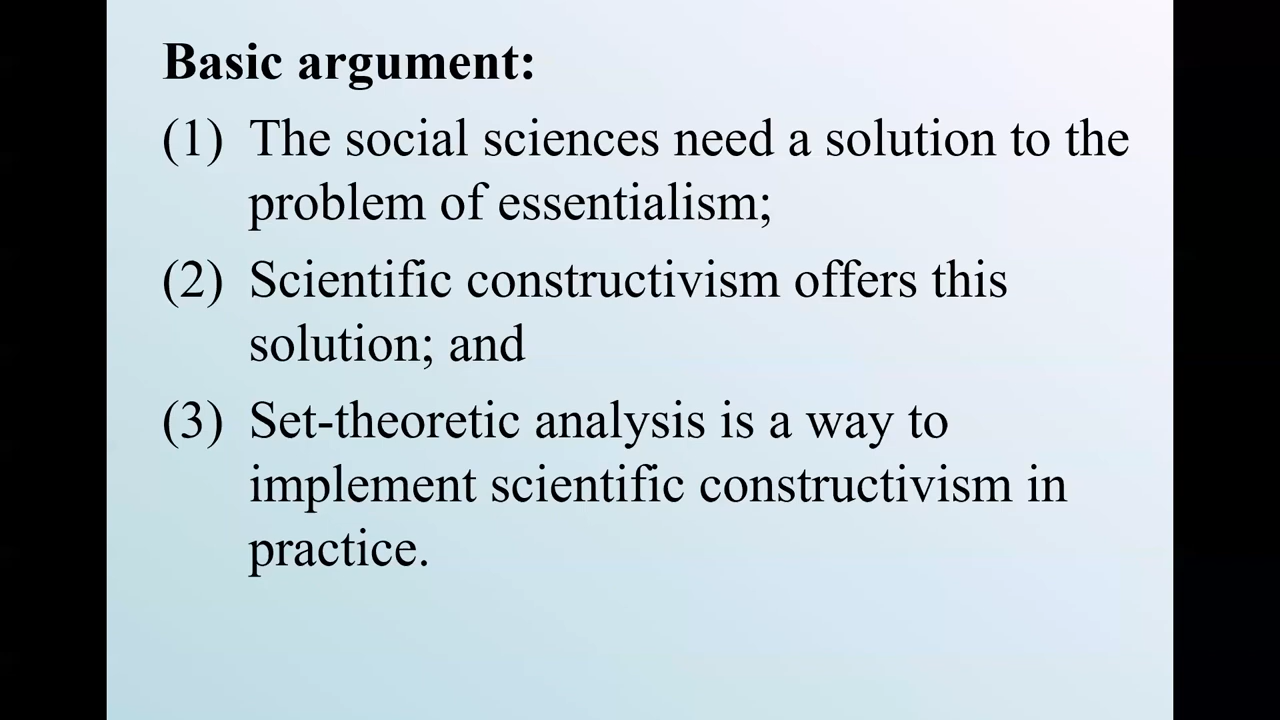 Basic argument:
(1) The social sciences need a solution to the
problem of essentialism;
(2) Scientific constructivism offers this
solution; and
(3) Set-theoretic analysis is a way to
implement scientific constructivism in
practice.